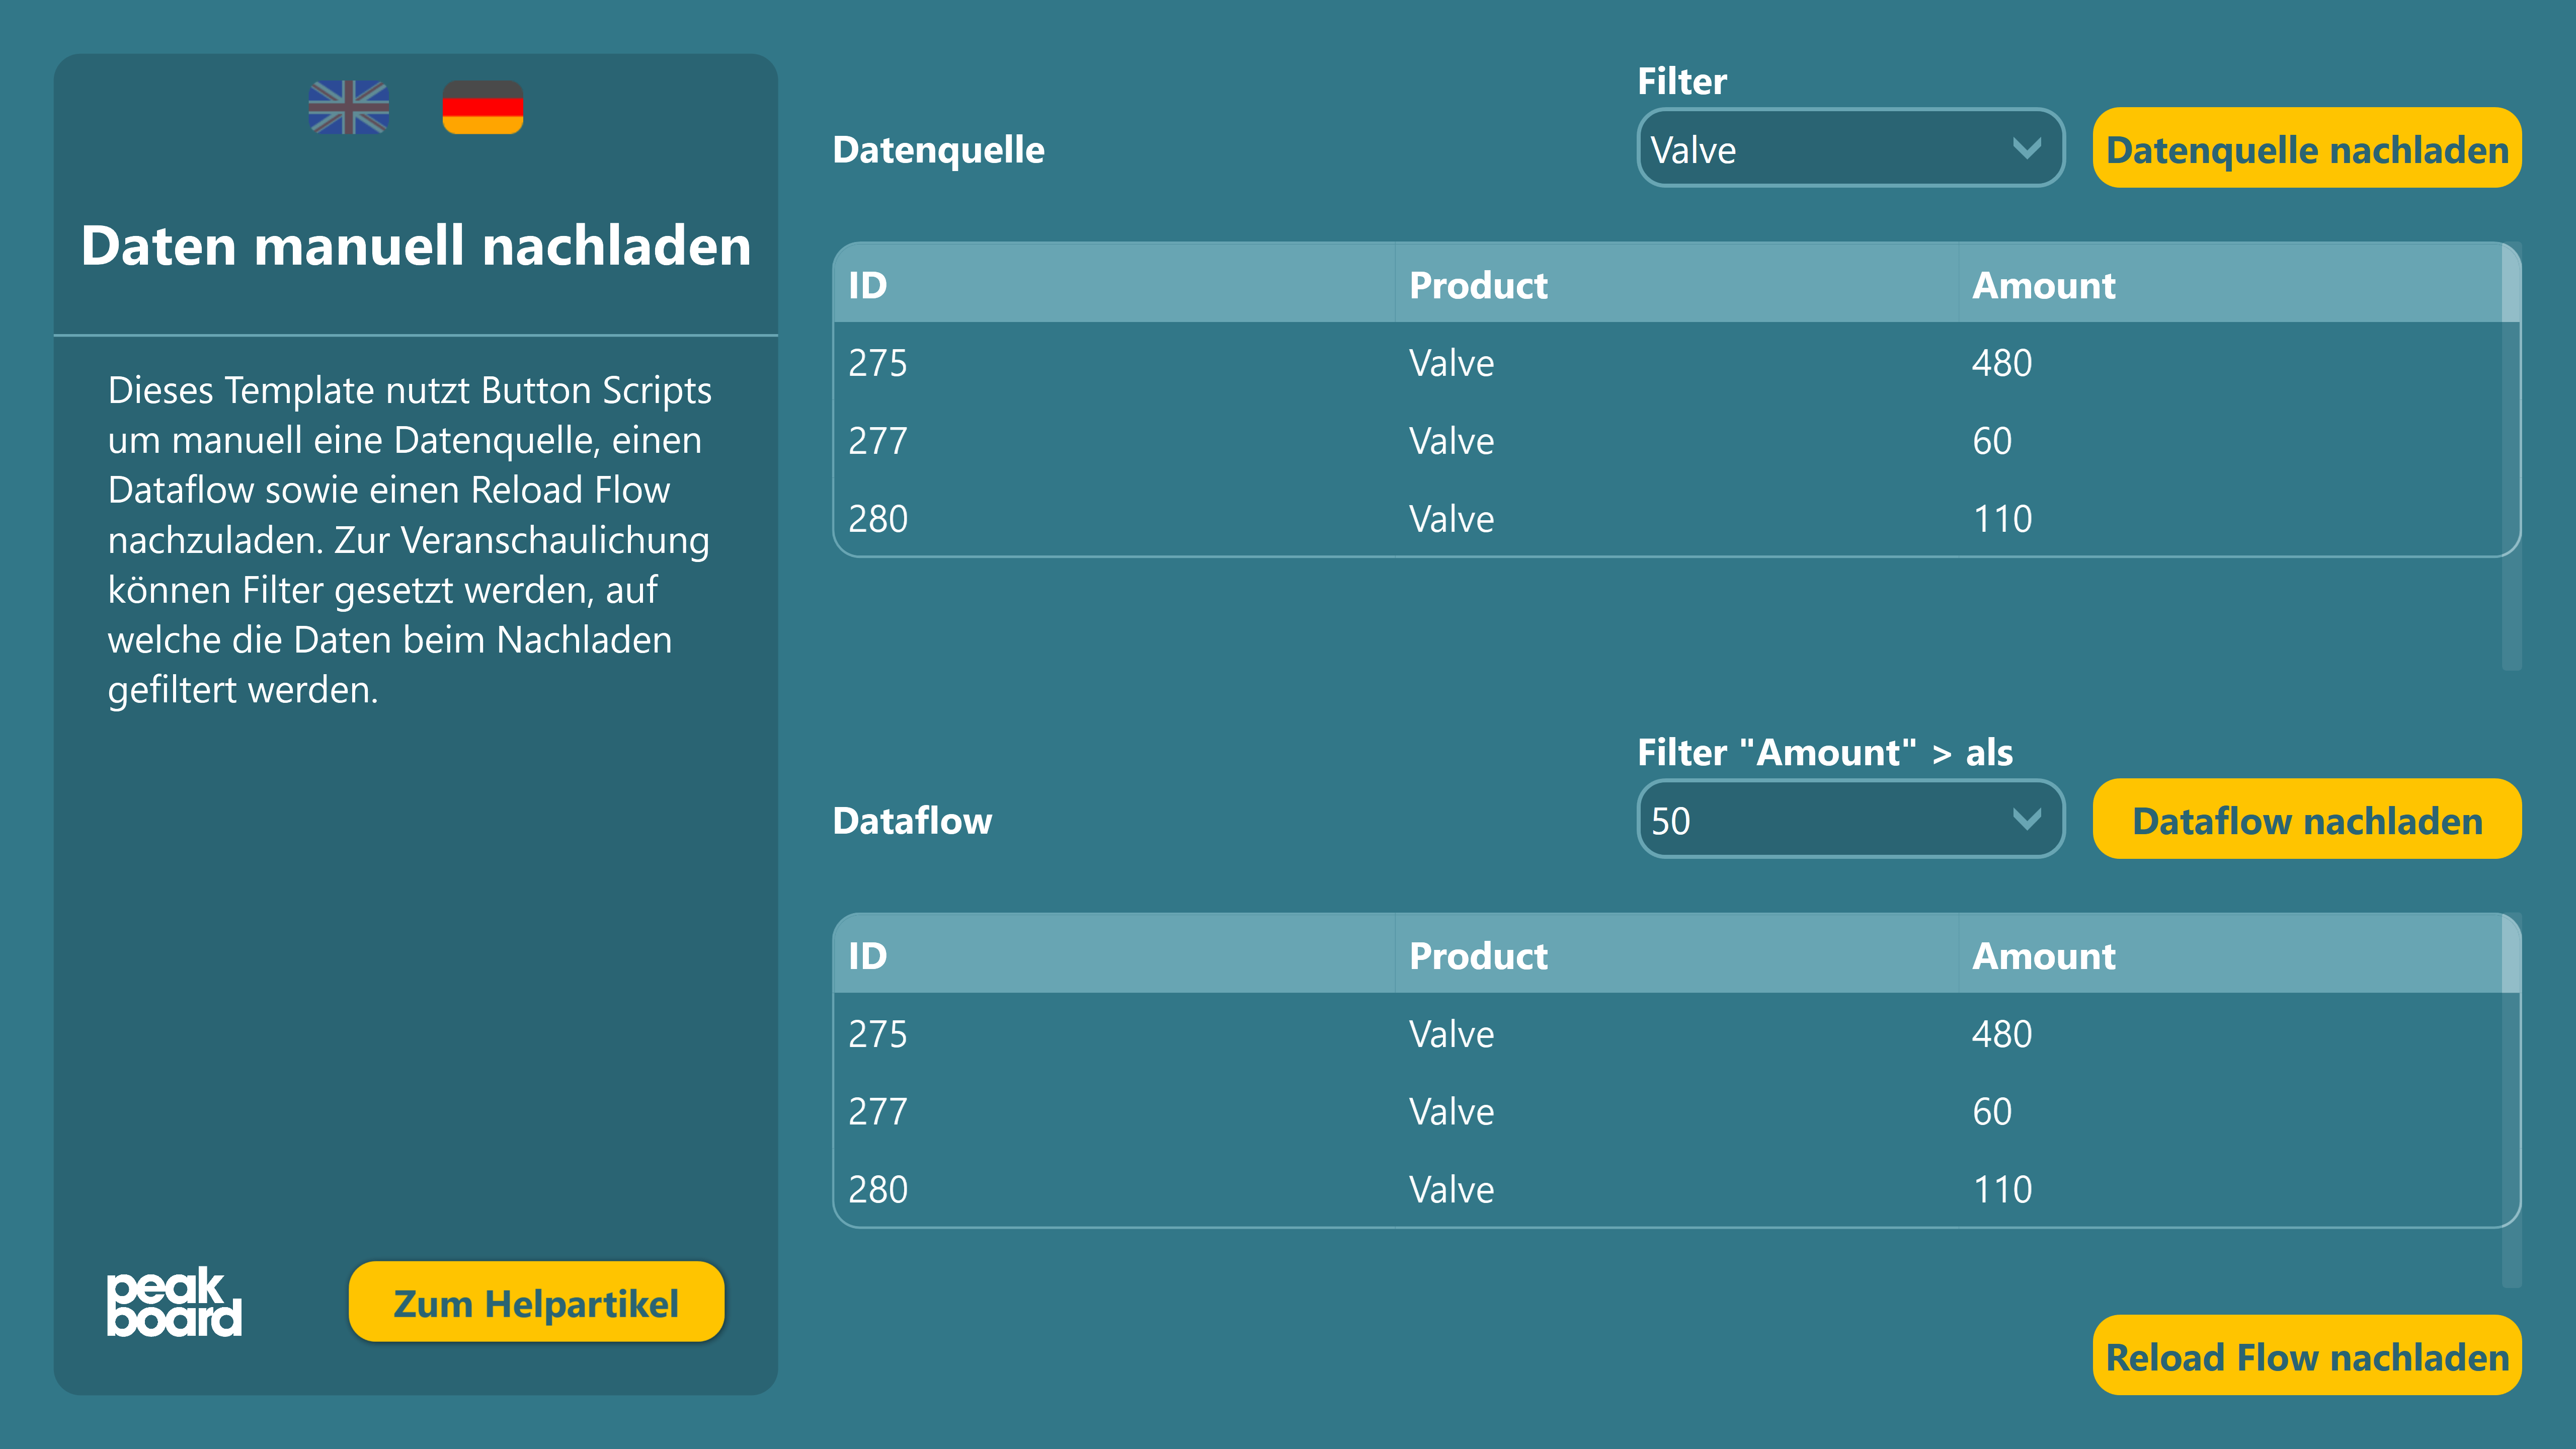 Daten manuell nachladen
Dieses Template nutzt Button Scripts
um manuell eine Datenquelle, einen
Dataflow sowie einen Reload Flow
nachzuladen. Zur Veranschaulichung
können Filter gesetzt werden, auf
welche die Daten beim Nachladen
gefiltert werden.
peak
board
Zum Helpartikel
Filter
Datenquelle
Valve
Datenquelle nachladen
ID Product Amount
275 Valve 480
277 Valve 60
280 Valve 110
Filter "Amount" > als
Dataflow
50
Dataflow nachladen
ID Product Amount
275 Valve 480
277 Valve 60
280 Valve 110
Reload Flow nachladen